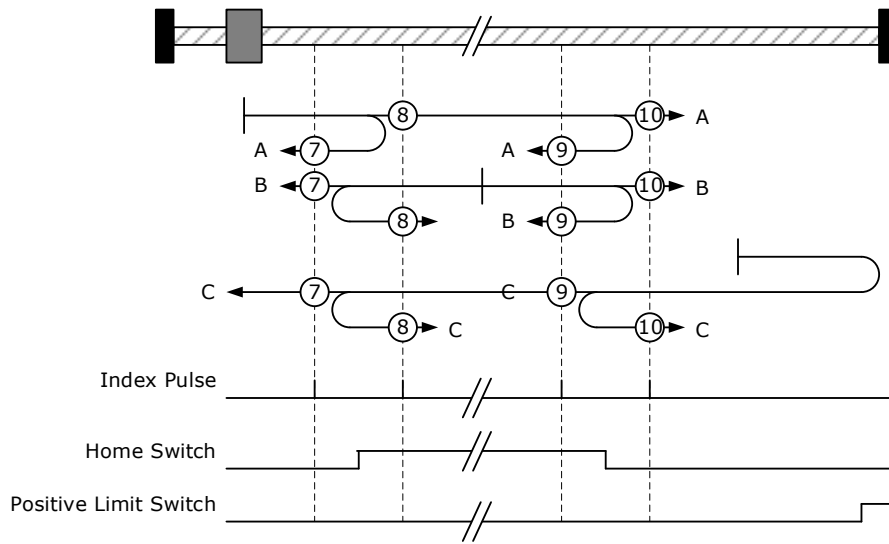 8 10 A
A 7 A 9
B 7 10 B
8 B 9
C 7 C 9
8 C 10 C
Index Pulse
Home Switch
Positive Limit Switch